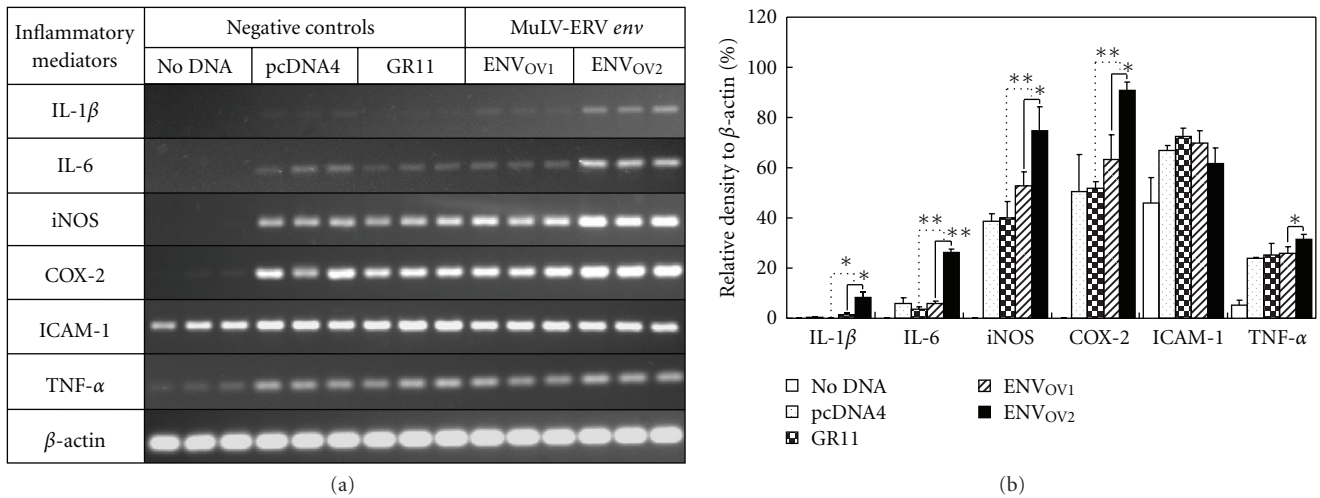 Inflammatory mediators
Negative controls
MuLV-ERV env
No DNA
pcDNA4
GR11
ENVOV1
ENVOV2
IL-1β
IL-6
iNOS
COX-2
ICAM-1
TNF-α
β-actin
(a)
Relative density to β-actin (%)
120
100
80
60
40
20
0
** * ** * ** ** * * *
IL-1β IL-6 iNOS COX-2 ICAM-1 TNF-α
No DNA
pcDNA4
GR11
ENVOV1
ENVOV2
(b)